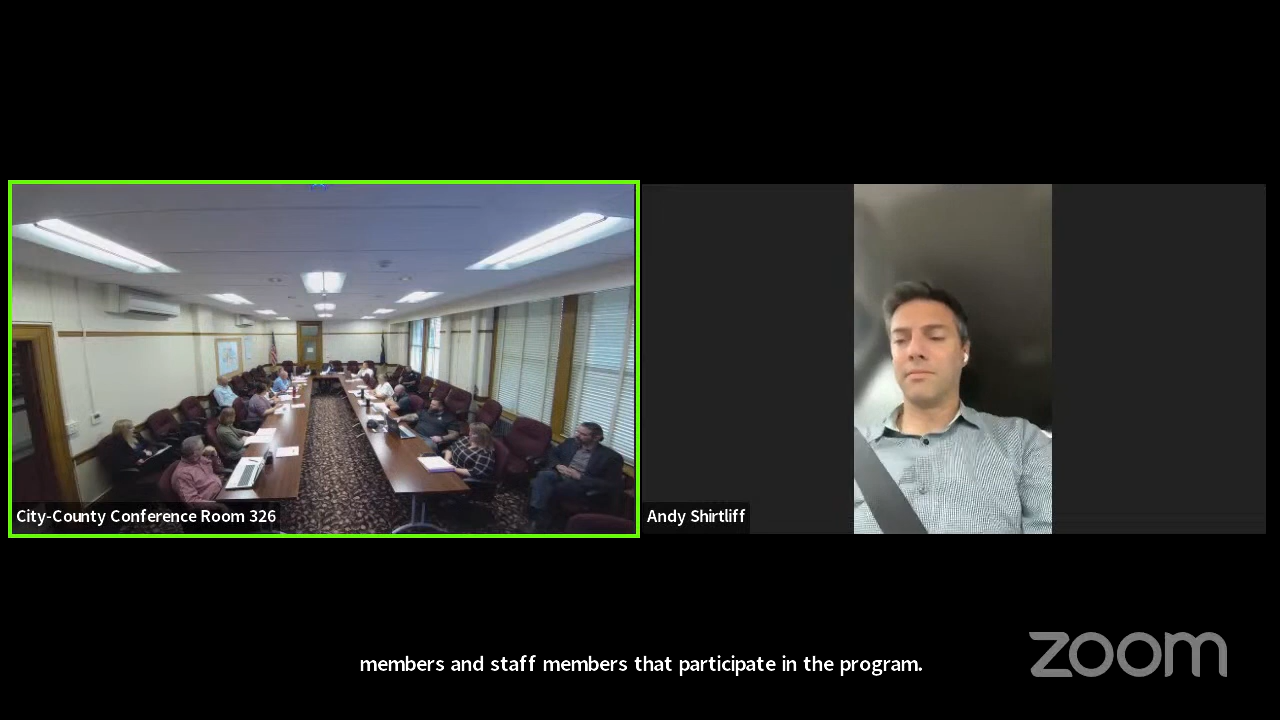 City-County Conference Room 326
Andy Shirtliff
members and staff members that participate in the program.
zoom